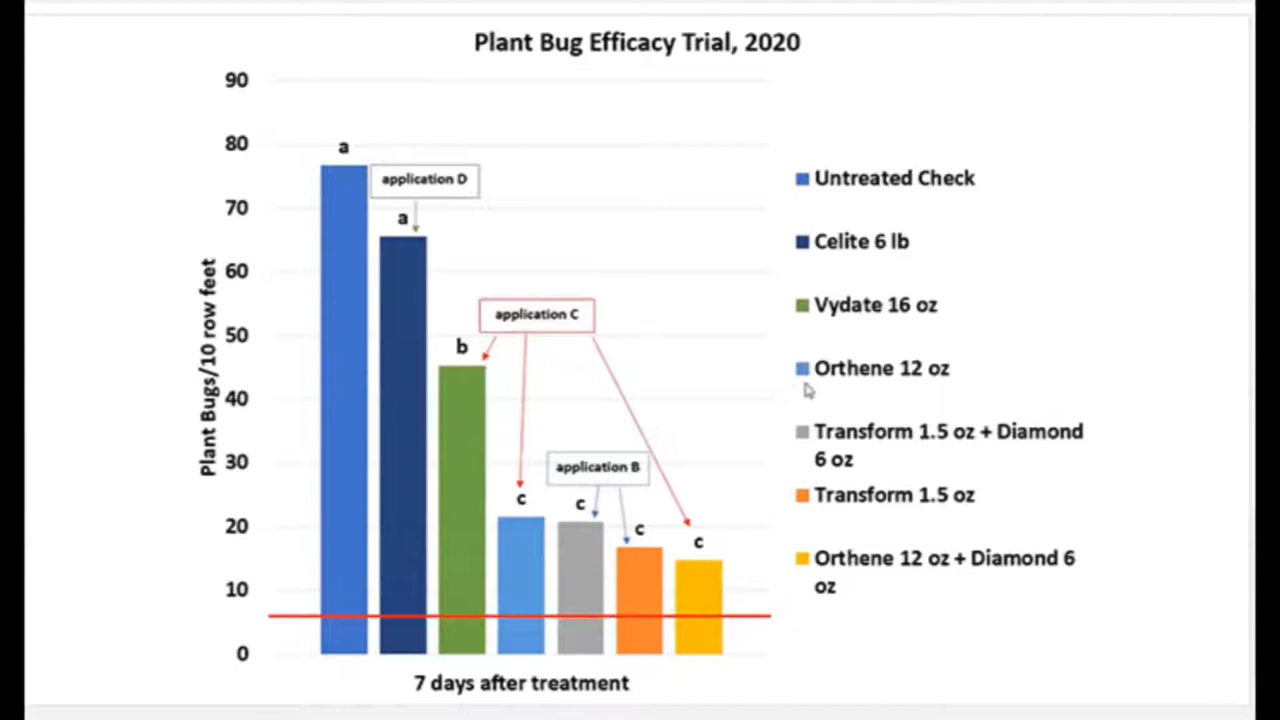 Plant Bug Efficacy Trial, 2020
90
80
70
60
50
40
30
20
10
0
Plant Bugs/10 row feet
a
application D
a
application C
b
application B
c
c
c
c
7 days after treatment
Untreated Check
Celite 6 lb
Vydate 16 oz
Orthene 12 oz
Transform 1.5 oz + Diamond
6 oz
Transform 1.5 oz
Orthene 12 oz + Diamond 6
oz